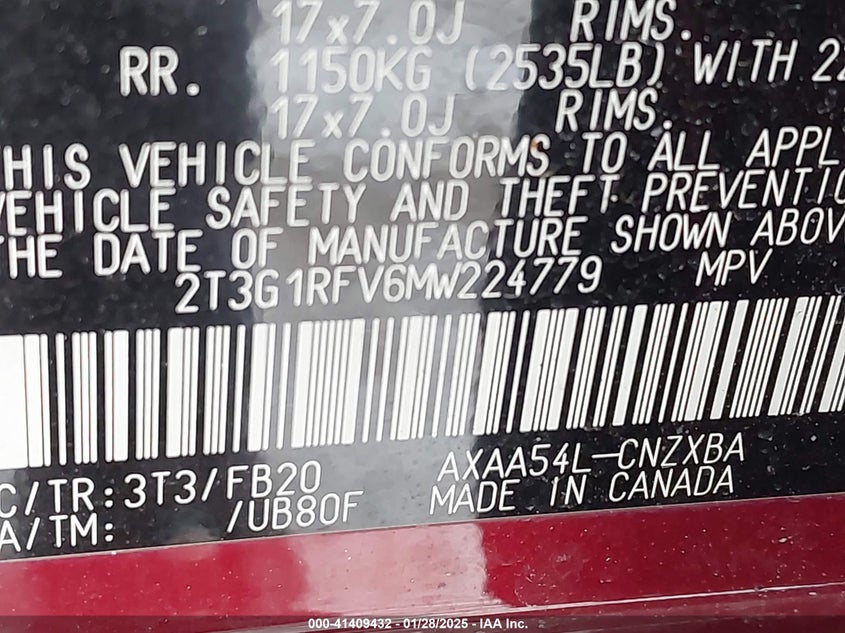 17x7.0J RIMS.
RR. 1150KG (2535LB) WITH 22
17x7.0J RIMS.
HIS VEHICLE CONFORMS TO ALL APPL
VEHICLE SAFETY AND THEFT PREVENTIO
THE DATE OF MANUFACTURE SHOWN ABOV
2T3G1RFV6MW224779 MPV
C/TR:3T3/FB20 AXAA54L-CNZXBA
A/TM: /UB80F MADE IN CANADA
000-41409432 - 01/28/2025 - IAA Inc.